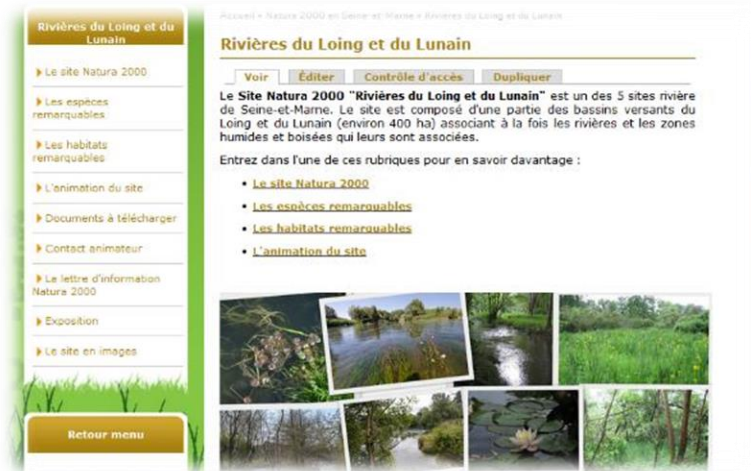 Accueil » Natura 2000 en Seine-et-Marne » Rivières du Loing et du Lunain
Rivières du Loing et du
Lunain
Le site Natura 2000
Les espèces
remarquables
Les habitats
remarquables
L'animation du site
Documents à télécharger
Contact animateur
La lettre d'information
Natura 2000
Exposition
Le site en images
Retour menu
Rivières du Loing et du Lunain
Voir Éditer Contrôle d'accès Dupliquer
Le Site Natura 2000 "Rivières du Loing et du Lunain" est un des 5 sites rivière
de Seine-et-Marne. Le site est composé d'une partie des bassins versants du
Loing et du Lunain (environ 400 ha) associant à la fois les rivières et les zones
humides et boisées qui leurs sont associées.
Entrez dans l'une de ces rubriques pour en savoir davantage :
• Le site Natura 2000
• Les espèces remarquables
• Les habitats remarquables
• L'animation du site